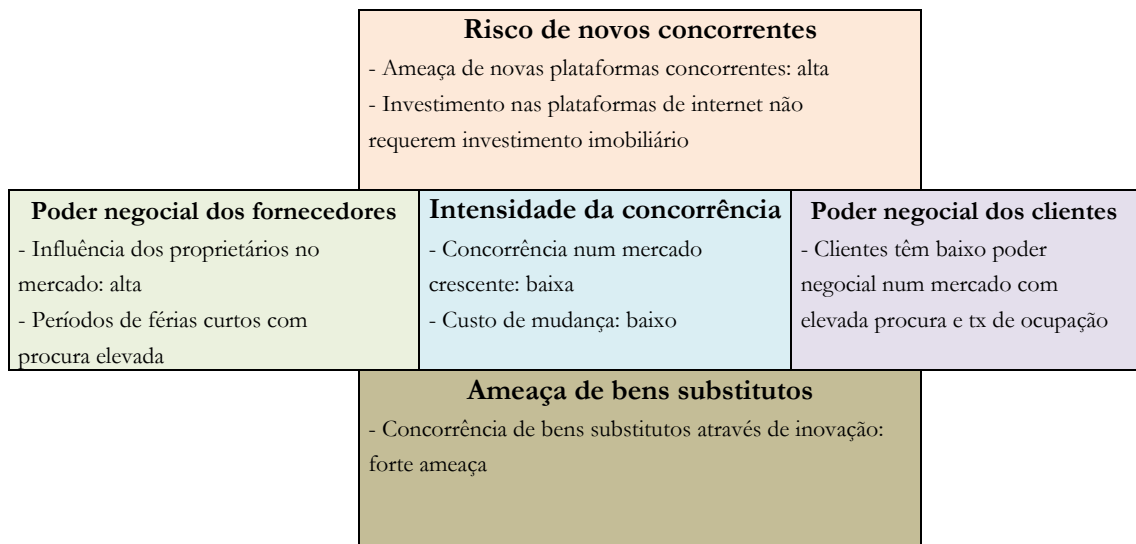 Risco de novos concorrentes
- Ameaça de novas plataformas concorrentes: alta
- Investimento nas plataformas de internet não
requerem investimento imobiliário
Poder negocial dos fornecedores
- Influência dos proprietários no
mercado: alta
- Períodos de férias curtos com
procura elevada
Intensidade da concorrência
- Concorrência num mercado
crescente: baixa
- Custo de mudança: baixo
Poder negocial dos clientes
- Clientes têm baixo poder
negocial num mercado com
elevada procura e tx de ocupação
Ameaça de bens substitutos
- Concorrência de bens substitutos através de inovação:
forte ameaça